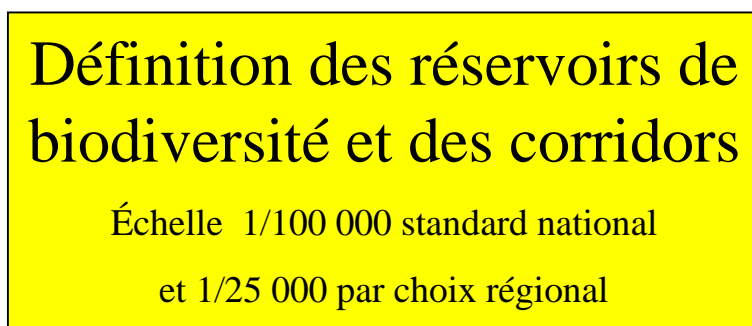 Définition des réservoirs de
biodiversité et des corridors
Échelle 1/100 000 standard national
et 1/25 000 par choix régional